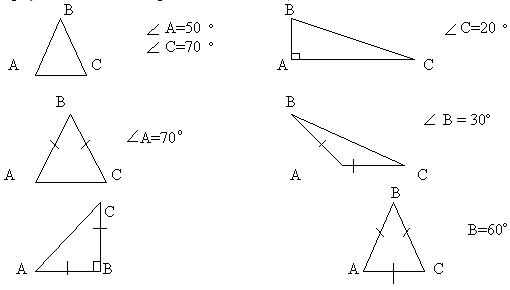 B
∠ A=50 °
∠ C=70 °
A C
B
∠ C=20 °
A C
B
∠A=70°
A C
B
∠ B = 30°
A C
C
A B
B
B=60°
A C